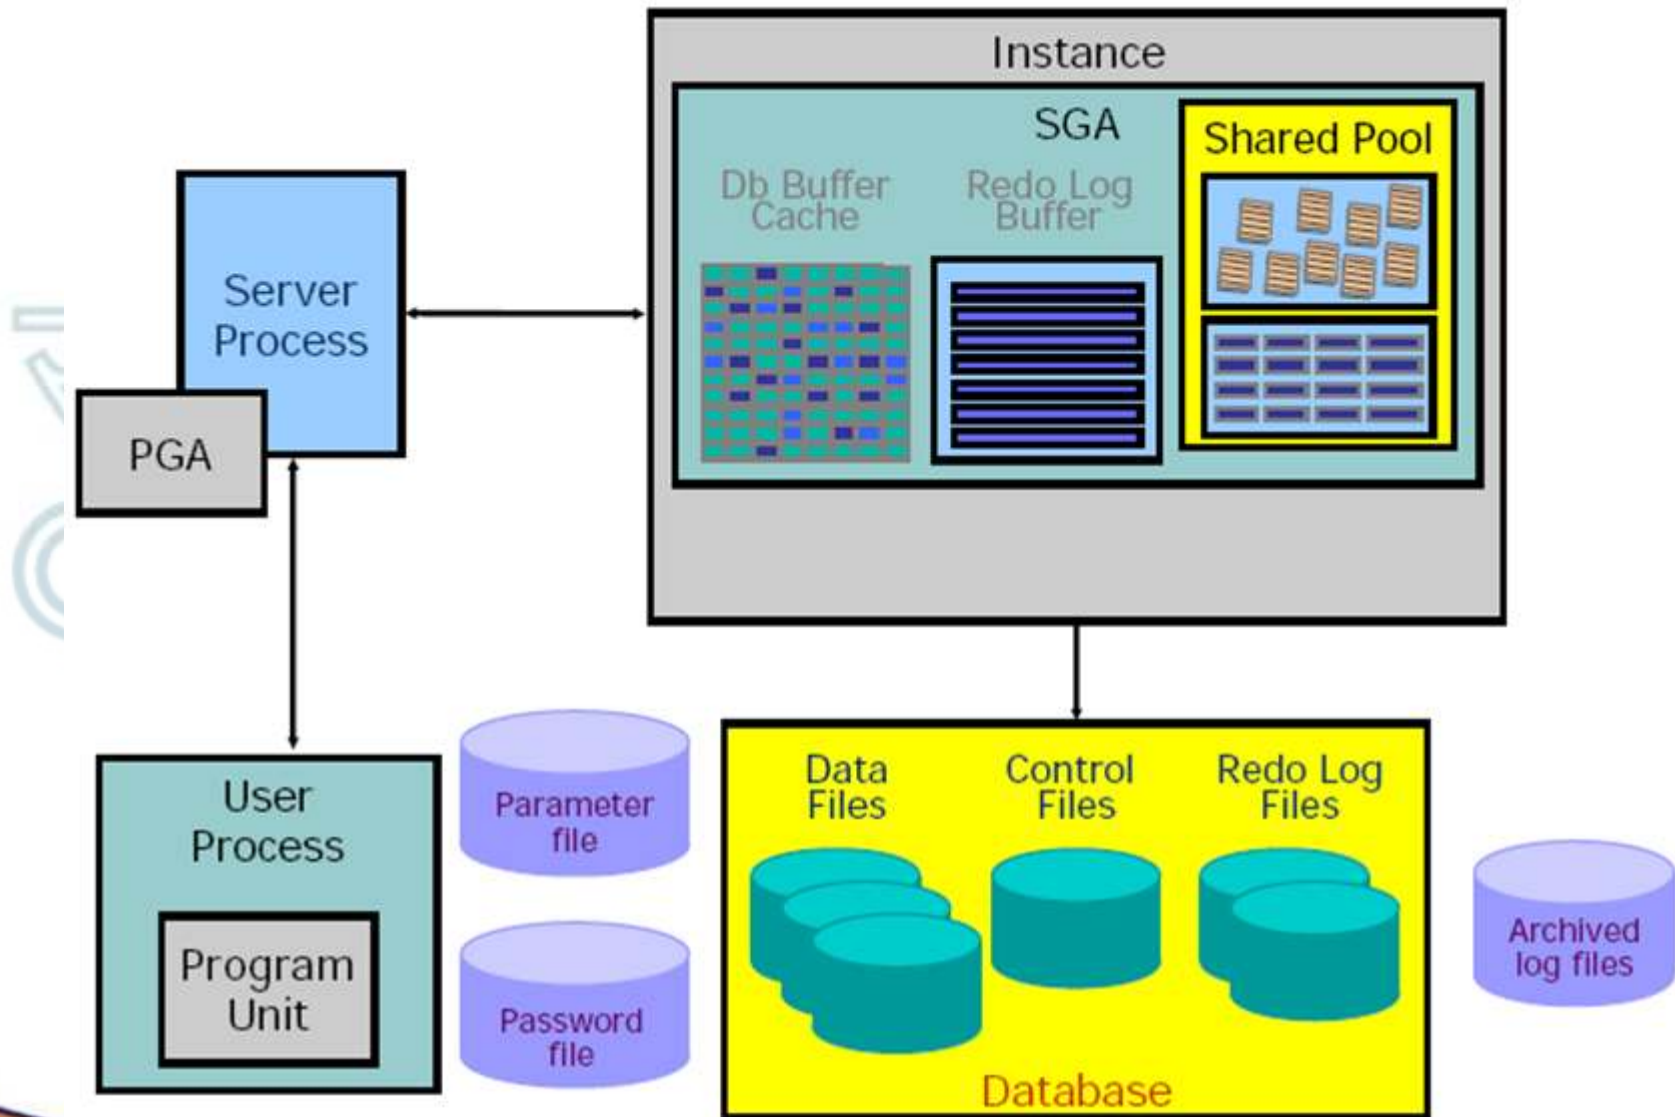 Instance
SGA
Shared Pool
Db Buffer
Cache
Redo Log
Buffer
Server
Process
PGA
User
Process
Program
Unit
Parameter
file
Password
file
Data
Files
Control
Files
Redo Log
Files
Database
Archived
log files